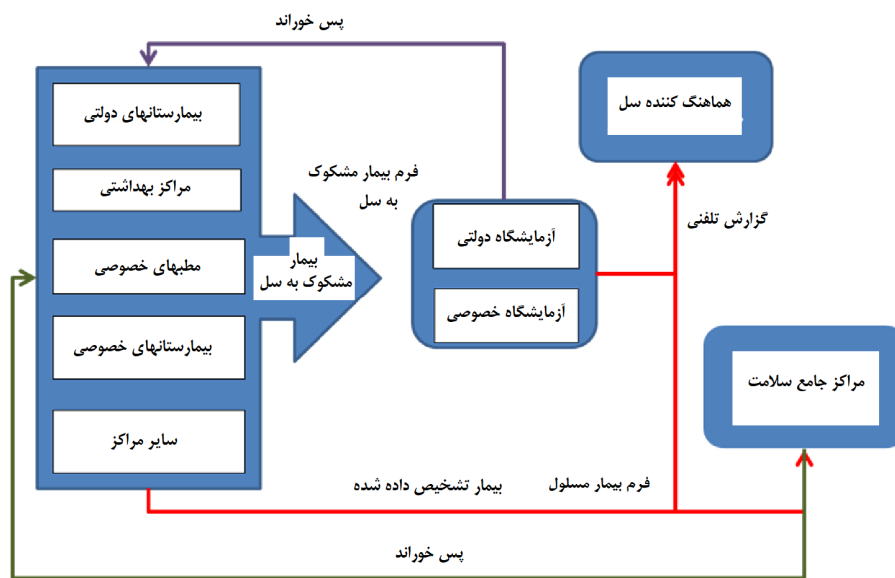 پس خوراند
بیمارستانهای دولتی
مراکز بهداشتی
مطبهای خصوصی
بیمارستانهای خصوصی
سایر مراکز
بیمار
مشکوک به سل
فرم بیمار مشکوک
به سل
آزمایشگاه دولتی
آزمایشگاه خصوصی
هماهنگ کننده سل
گزارش تلفنی
مراکز جامع سلامت
فرم بیمار مسلول
بیمار تشخیص داده شده
پس خوراند